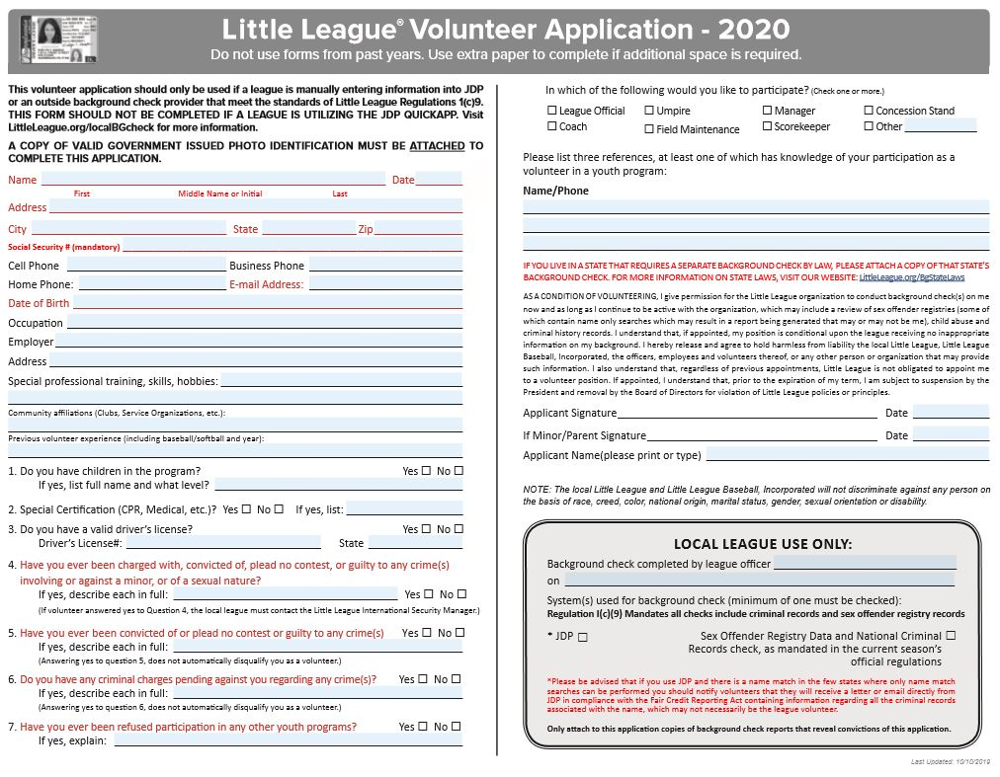 Little League® Volunteer Application - 2020
Do not use forms from past years. Use extra paper to complete if additional space is required.
This volunteer application should only be used if a league is manually entering information into JDP
or an outside background check provider that meet the standards of Little League Regulations 1(c)9.
THIS FORM SHOULD NOT BE COMPLETED IF A LEAGUE IS UTILIZING THE JDP QUICKAPP. Visit
LittleLeague.org/localBGcheck for more information.
A COPY OF VALID GOVERNMENT ISSUED PHOTO IDENTIFICATION MUST BE ATTACHED TO
COMPLETE THIS APPLICATION.
Name Date
First Middle Name or Initial Last
Address
City State Zip
Social Security # (mandatory)
Cell Phone Business Phone
Home Phone: E-mail Address:
Date of Birth
Occupation
Employer
Address
Special professional training, skills, hobbies:
Community affiliations (Clubs, Service Organizations, etc.):
Previous volunteer experience (including baseball/softball and year):
1. Do you have children in the program? Yes ☐ No ☐
If yes, list full name and what level?
2. Special Certification (CPR, Medical, etc.)? Yes ☐ No ☐ If yes, list:
3. Do you have a valid driver's license? Yes ☐ No ☐
Driver's License#: State
4. Have you ever been charged with, convicted of, plead no contest, or guilty to any crime(s)
involving or against a minor, or of a sexual nature?
If yes, describe each in full: Yes ☐ No ☐
(If volunteer answered yes to Question 4, the local league must contact the Little League International Security Manager.)
5. Have you ever been convicted of or plead no contest or guilty to any crime(s) Yes ☐ No ☐
If yes, describe each in full:
(Answering yes to question 5, does not automatically disqualify you as a volunteer.)
6. Do you have any criminal charges pending against you regarding any crime(s)? Yes ☐ No ☐
If yes, describe each in full:
(Answering yes to question 6, does not automatically disqualify you as a volunteer.)
7. Have you ever been refused participation in any other youth programs? Yes ☐ No ☐
If yes, explain:
In which of the following would you like to participate? (Check one or more.)
☐ League Official ☐ Umpire ☐ Manager ☐ Concession Stand
☐ Coach ☐ Field Maintenance ☐ Scorekeeper ☐ Other
Please list three references, at least one of which has knowledge of your participation as a
volunteer in a youth program:
Name/Phone
IF YOU LIVE IN A STATE THAT REQUIRES A SEPARATE BACKGROUND CHECK BY LAW, PLEASE ATTACH A COPY OF THAT STATE'S
BACKGROUND CHECK. FOR MORE INFORMATION ON STATE LAWS, VISIT OUR WEBSITE: LittleLeague.org/BgStateLaws
AS A CONDITION OF VOLUNTEERING, I give permission for the Little League organization to conduct background check(s) on me
now and as long as I continue to be active with the organization, which may include a review of sex offender registries (some of
which contain name only searches which may result in a report being generated that may or may not be me), child abuse and
criminal history records. I understand that, if appointed, my position is conditional upon the league receiving no inappropriate
information on my background. I hereby release and agree to hold harmless from liability the local Little League, Little League
Baseball, Incorporated, the officers, employees and volunteers thereof, or any other person or organization that may provide
such information. I also understand that, regardless of previous appointments, Little League is not obligated to appoint me
to a volunteer position. If appointed, I understand that, prior to the expiration of my term, I am subject to suspension by the
President and removal by the Board of Directors for violation of Little League policies or principles.
Applicant Signature Date
If Minor/Parent Signature Date
Applicant Name(please print or type)
NOTE: The local Little League and Little League Baseball, Incorporated will not discriminate against any person on
the basis of race, creed, color, national origin, marital status, gender, sexual orientation or disability.
LOCAL LEAGUE USE ONLY:
Background check completed by league officer
on
System(s) used for background check (minimum of one must be checked):
Regulation I(c)(9) Mandates all checks include criminal records and sex offender registry records
* JDP ☐ Sex Offender Registry Data and National Criminal ☐
Records check, as mandated in the current season's
official regulations
*Please be advised that if you use JDP and there is a name match in the few states where only name match
searches can be performed you should notify volunteers that they will receive a letter or email directly from
JDP in compliance with the Fair Credit Reporting Act containing information regarding all the criminal records
associated with the name, which may not necessarily be the league volunteer.
Only attach to this application copies of background check reports that reveal convictions of this application.
Last Updated: 10/10/2019